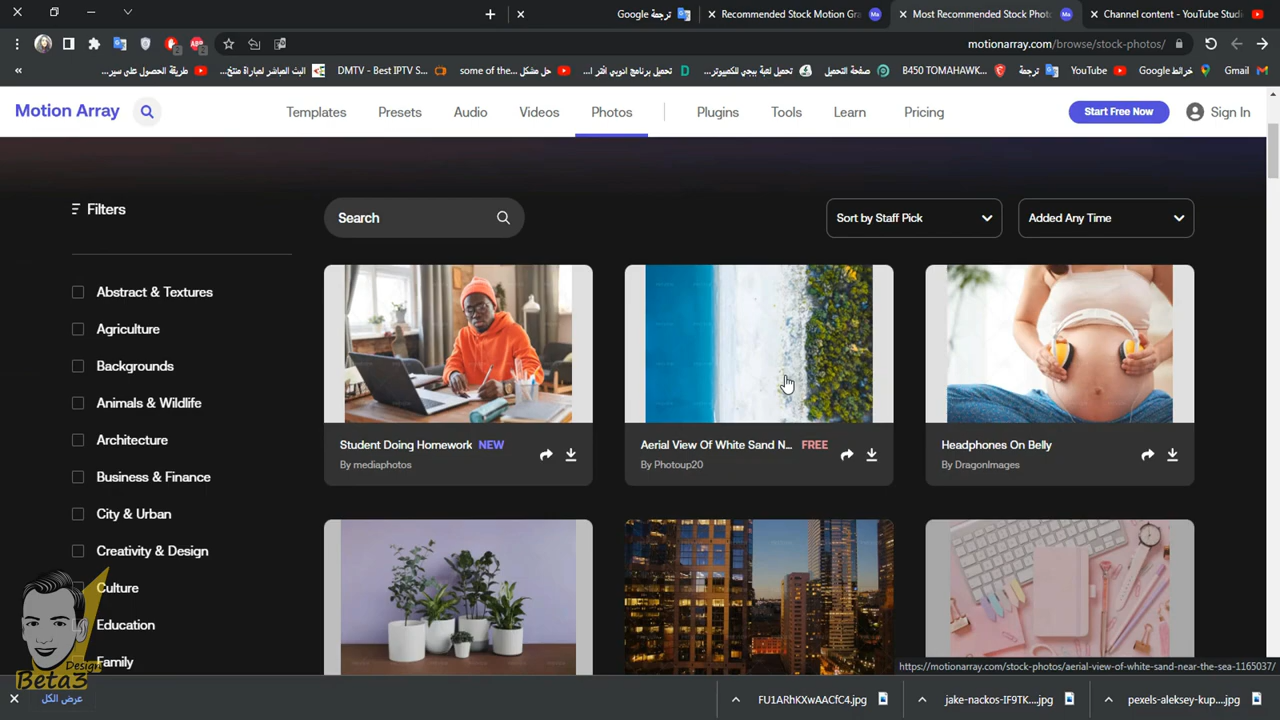 ترجمة Google
Recommended Stock Motion Gra
Most Recommended Stock Photo
Channel content - YouTube Studi
motionarray.com/browse/stock-photos/
طريقة الحصول على سير...
البث المباشر لمباراة منتخ...
DMTV - Best IPTV S...
some of the...
حل مشكل...
تحميل برنامج ادوبي أفتر ا...
تحميل لعبة ببجي للكمبيوتر...
صفحة التحميل
B450 TOMAHAWK...
ترجمة
YouTube
خرائط Google
Gmail
Motion Array
Templates
Presets
Audio
Videos
Photos
Plugins
Tools
Learn
Pricing
Start Free Now
Sign In
Filters
Search
Sort by Staff Pick
Added Any Time
Abstract & Textures
Agriculture
Backgrounds
Animals & Wildlife
Architecture
Business & Finance
City & Urban
Creativity & Design
Culture
Education
Family
Student Doing Homework NEW
By mediaphotos
Aerial View Of White Sand N... FREE
By Photoup20
Headphones On Belly
By DragonImages
Design
Beta3
https://motionarray.com/stock-photos/aerial-view-of-white-sand-near-the-sea-1165037/
عرض الكل
FU1ARhKXwAACfC4.jpg
jake-nackos-IF9TK....jpg
pexels-aleksey-kup....jpg